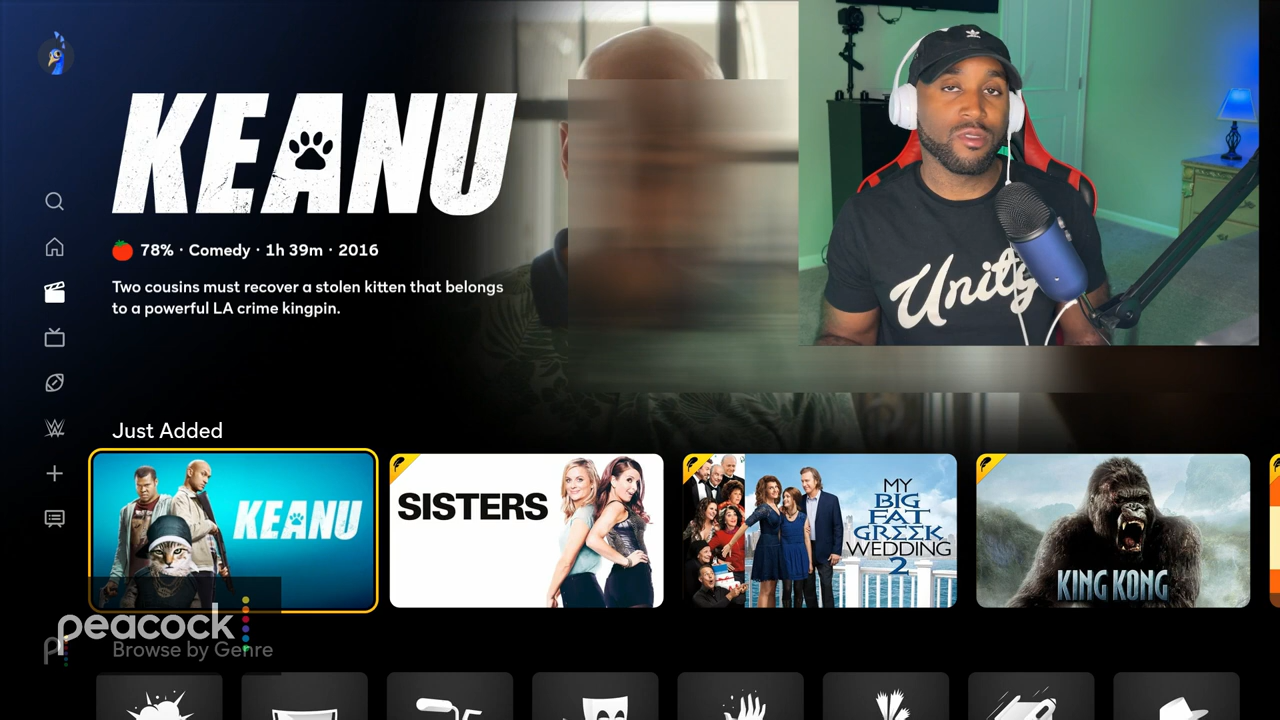 KEANU
78% · Comedy · 1h 39m · 2016
Two cousins must recover a stolen kitten that belongs
to a powerful LA crime kingpin.
Unity
Just Added
KEANU
SISTERS
MY
BIG
FAT
GREEK
WEDDING
2
KING KONG
peacock
p
Browse by Genre